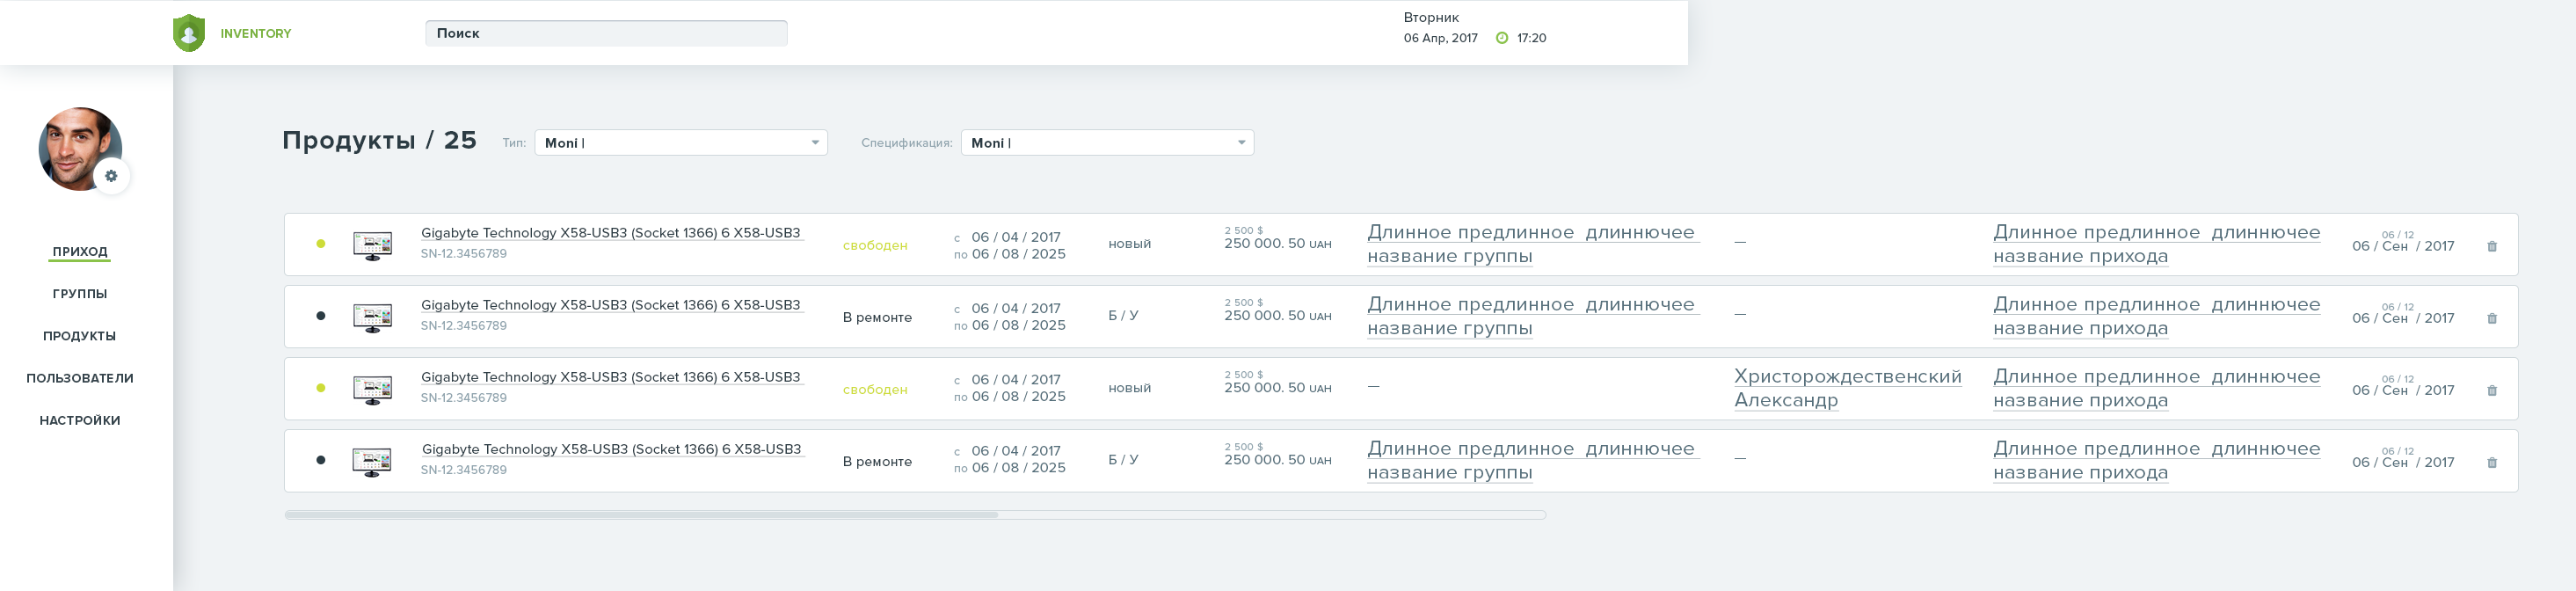 INVENTORY
Поиск
Вторник
06 Апр, 2017 17:20
Продукты / 25
Тип: Moni |
Спецификация: Moni |
ПРИХОД
ГРУППЫ
ПРОДУКТЫ
ПОЛЬЗОВАТЕЛИ
НАСТРОЙКИ
Gigabyte Technology X58-USB3 (Socket 1366) 6 X58-USB3
SN-12.3456789
свободен
с 06 / 04 / 2017
по 06 / 08 / 2025
новый
2 500 $
250 000. 50 UAH
Длинное предлинное длиннючее
название группы
—
Длинное предлинное длиннючее
название прихода
06 / 12
06 / Сен / 2017
Gigabyte Technology X58-USB3 (Socket 1366) 6 X58-USB3
SN-12.3456789
В ремонте
с 06 / 04 / 2017
по 06 / 08 / 2025
Б / У
2 500 $
250 000. 50 UAH
Длинное предлинное длиннючее
название группы
—
Длинное предлинное длиннючее
название прихода
06 / 12
06 / Сен / 2017
Gigabyte Technology X58-USB3 (Socket 1366) 6 X58-USB3
SN-12.3456789
свободен
с 06 / 04 / 2017
по 06 / 08 / 2025
новый
2 500 $
250 000. 50 UAH
—
Христорождественский
Александр
Длинное предлинное длиннючее
название прихода
06 / 12
06 / Сен / 2017
Gigabyte Technology X58-USB3 (Socket 1366) 6 X58-USB3
SN-12.3456789
В ремонте
с 06 / 04 / 2017
по 06 / 08 / 2025
Б / У
2 500 $
250 000. 50 UAH
Длинное предлинное длиннючее
название группы
—
Длинное предлинное длиннючее
название прихода
06 / 12
06 / Сен / 2017